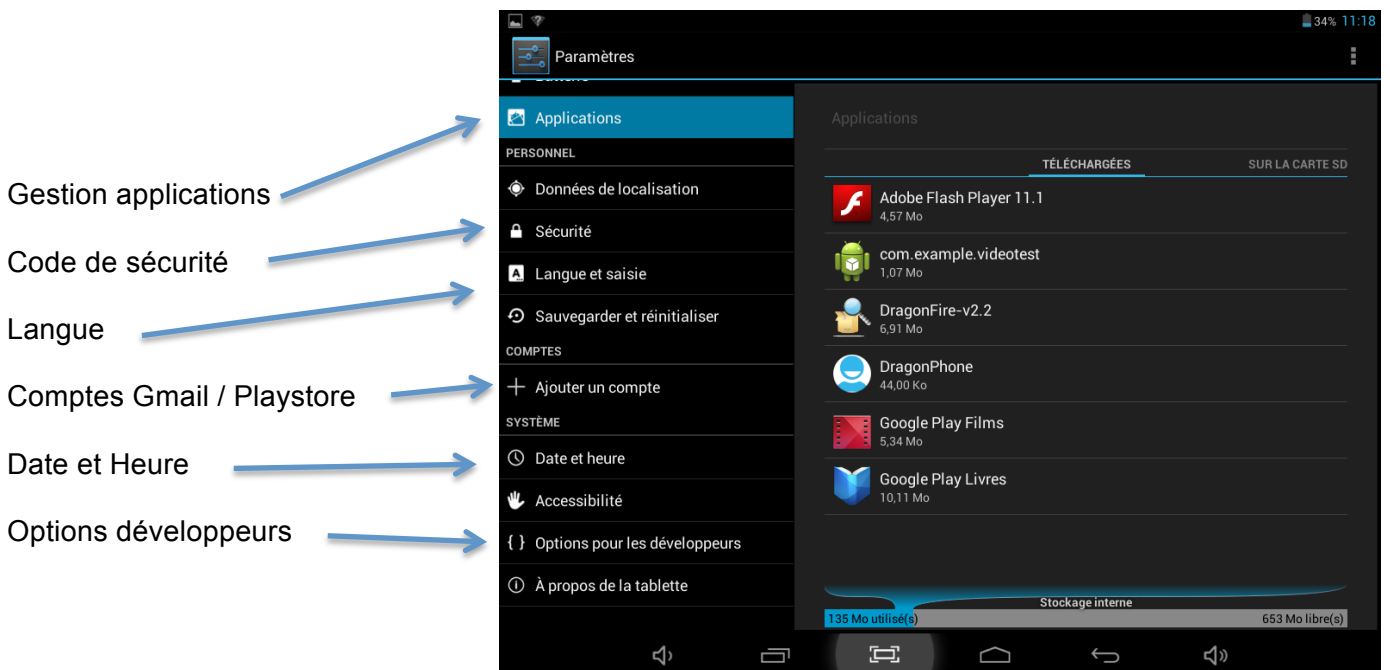 Gestion applications
Code de sécurité
Langue
Comptes Gmail / Playstore
Date et Heure
Options développeurs
34% 11:18
Paramètres
Applications
PERSONNEL
Données de localisation
Sécurité
Langue et saisie
Sauvegarder et réinitialiser
COMPTES
Ajouter un compte
SYSTÈME
Date et heure
Accessibilité
{ } Options pour les développeurs
À propos de la tablette
Applications
TÉLÉCHARGÉES SUR LA CARTE SD
Adobe Flash Player 11.1
4,57 Mo
com.example.videotest
1,07 Mo
DragonFire-v2.2
6,91 Mo
DragonPhone
44,00 Ko
Google Play Films
5,34 Mo
Google Play Livres
10,11 Mo
Stockage interne
135 Mo utilisé(s) 653 Mo libre(s)